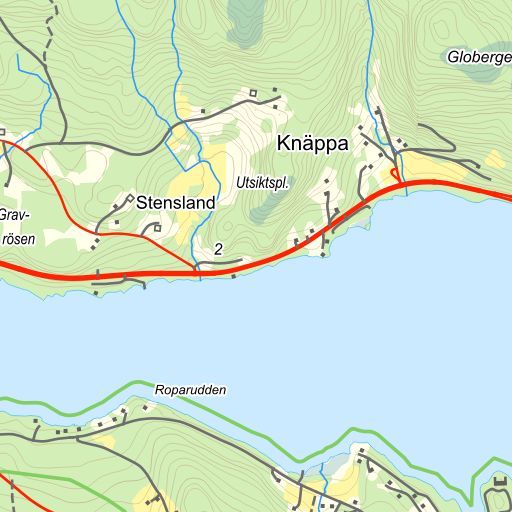 Globerge
Knäppa
Utsiktspl.
Stensland
Grav-
rösen
2
Roparudden